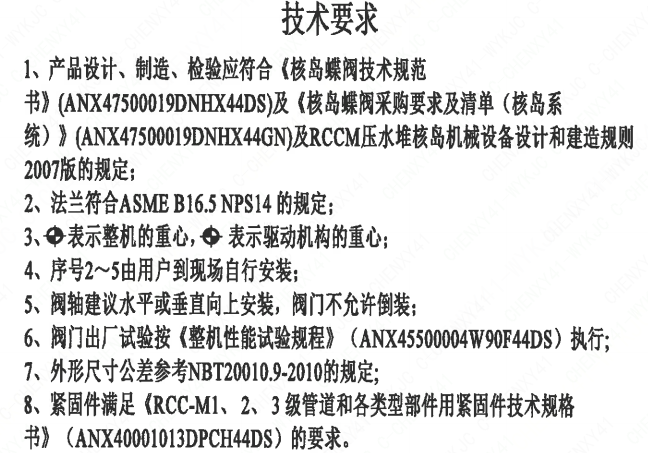 技术要求
1、产品设计、制造、检验应符合《核岛蝶阀技术规范
书》(ANX47500019DNHX44DS)及《核岛蝶阀采购要求及清单（核岛系
统）》(ANX47500019DNHX44GN)及RCCM压水堆核岛机械设备设计和建造规则
2007版的规定；
2、法兰符合ASME B16.5 NPS14 的规定；
3、表示整机的重心， 表示驱动机构的重心；
4、序号2～5由用户到现场自行安装；
5、阀轴建议水平或垂直向上安装，阀门不允许倒装；
6、阀门出厂试验按《整机性能试验规程》（ANX45500004W90F44DS）执行；
7、外形尺寸公差参考NBT20010.9-2010的规定；
8、紧固件满足《RCC-M1、2、3 级管道和各类型部件用紧固件技术规格
书》（ANX40001013DPCH44DS）的要求。